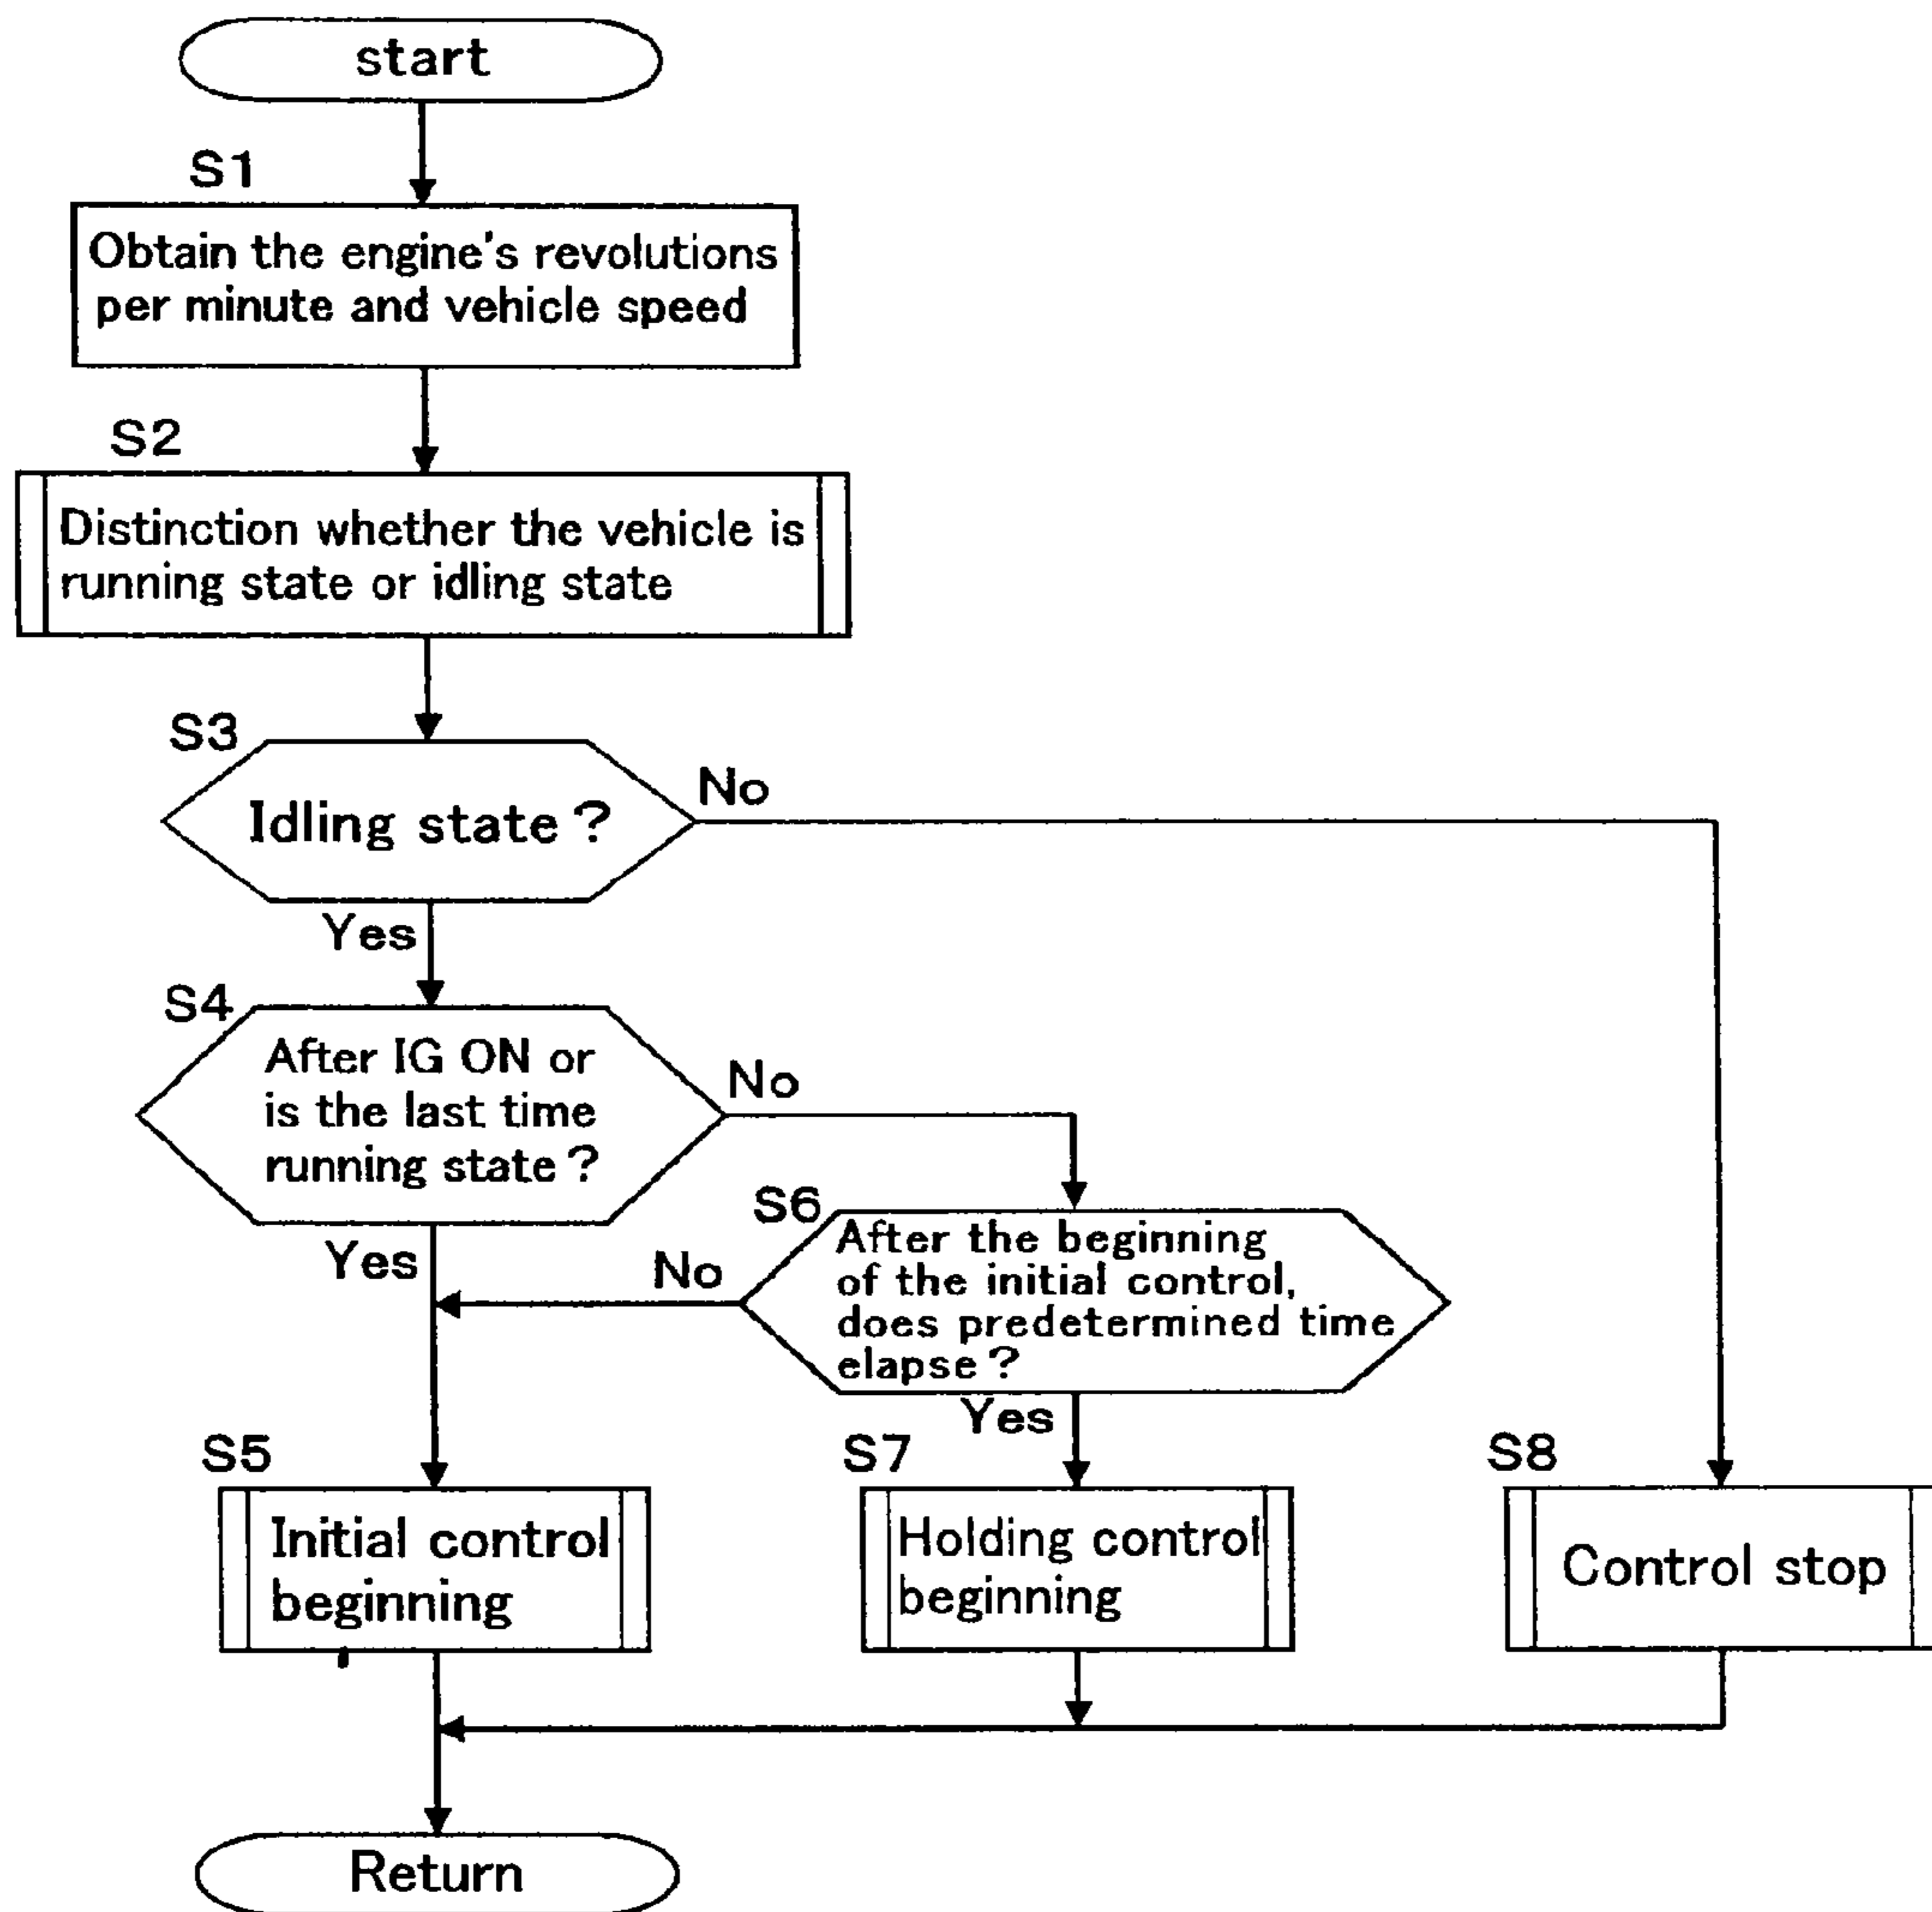 start
S1
Obtain the engine's revolutions
per minute and vehicle speed
S2
Distinction whether the vehicle is
running state or idling state
S3
Idling state ?
No
Yes
S4
After IG ON or
is the last time
running state ?
No
Yes
S6
After the beginning
of the initial control,
does predetermined time
elapse ?
No
Yes
S5
Initial control
beginning
S7
Holding control
beginning
S8
Control stop
Return